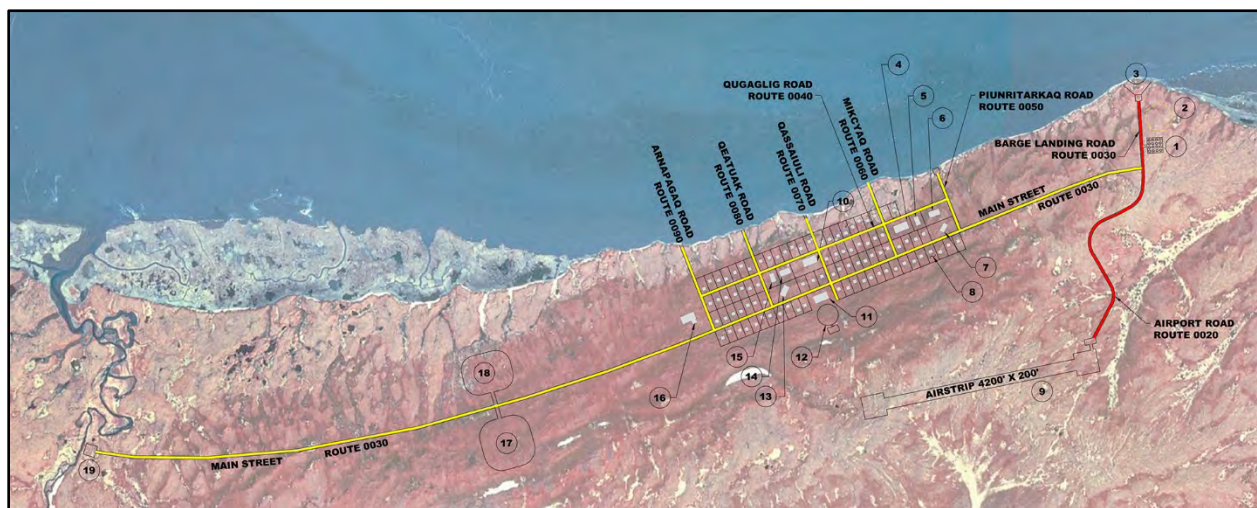 4
3
QUGAGLIG ROAD
ROUTE 0040
5
MIKCYAQ ROAD
ROUTE 0060
6
PIUNRITARKAQ ROAD
ROUTE 0050
2
BARGE LANDING ROAD
ROUTE 0030
1
ARNAPAGAQ ROAD
ROUTE 0090
QEATUAK ROAD
ROUTE 0080
QASSAIULI ROAD
ROUTE 0070
10
MAIN STREET
ROUTE 0030
7
8
11
12
15
14
13
16
AIRPORT ROAD
ROUTE 0020
18
AIRSTRIP 4200' X 200'
9
17
MAIN STREET ROUTE 0030
19